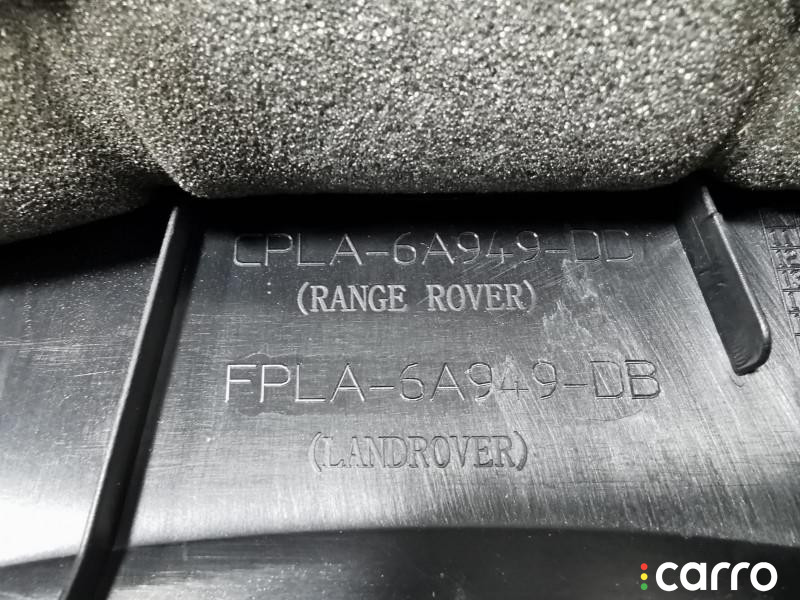 CPLA-6A949-DD
(RANGE ROVER)
FPLA-6A949-DB
(LANDROVER)
carro